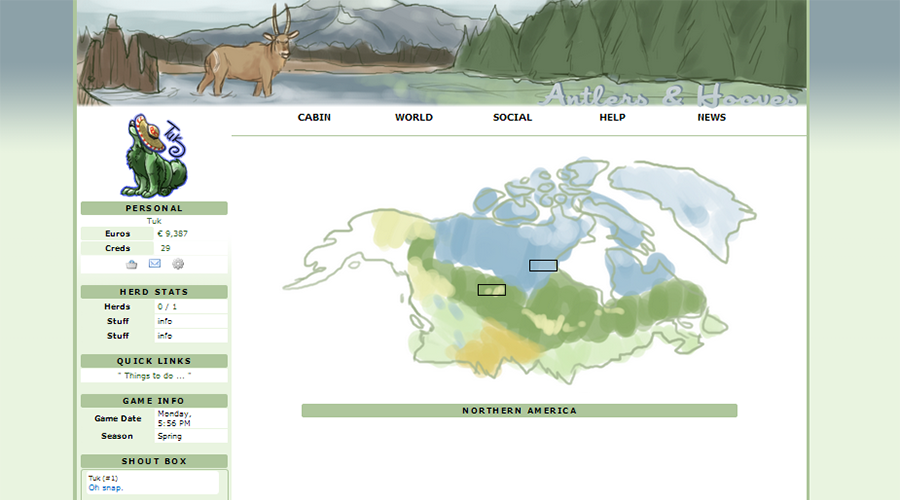 Antlers & Hooves
CABIN WORLD SOCIAL HELP NEWS
Tuk
PERSONAL
Tuk
Euros € 9,387
Creds 29
HERD STATS
Herds 0 / 1
Stuff info
Stuff info
QUICK LINKS
" Things to do ... "
GAME INFO
Game Date Monday, 5:56 PM
Season Spring
SHOUT BOX
Tuk (#1)
Oh snap.
NORTHERN AMERICA